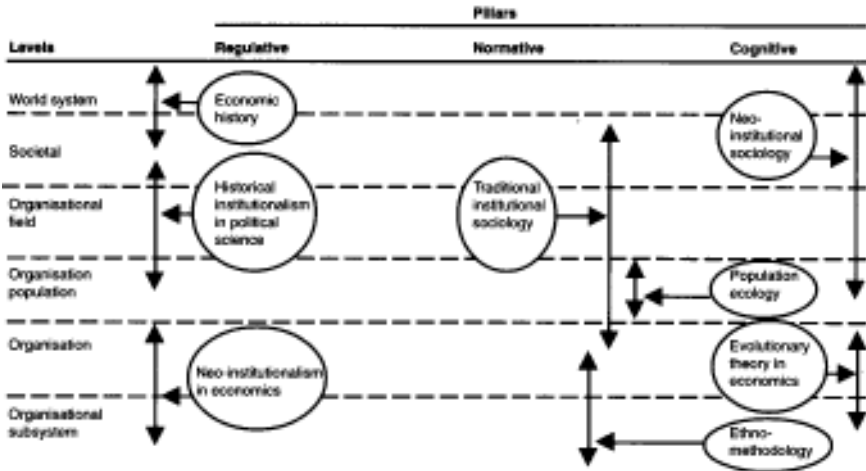 Pillars
Levels Regulative Normative Cognitive
World system
Economic
history
Neo-
institutional
sociology
Societal
Historical
institutionalism
in political
science
Traditional
institutional
sociology
Organisational
field
Organisation
population
Population
ecology
Organisation
Neo-institutionalism
in economics
Evolutionary
theory in
economics
Organisational
subsystem
Ethno-
methodology